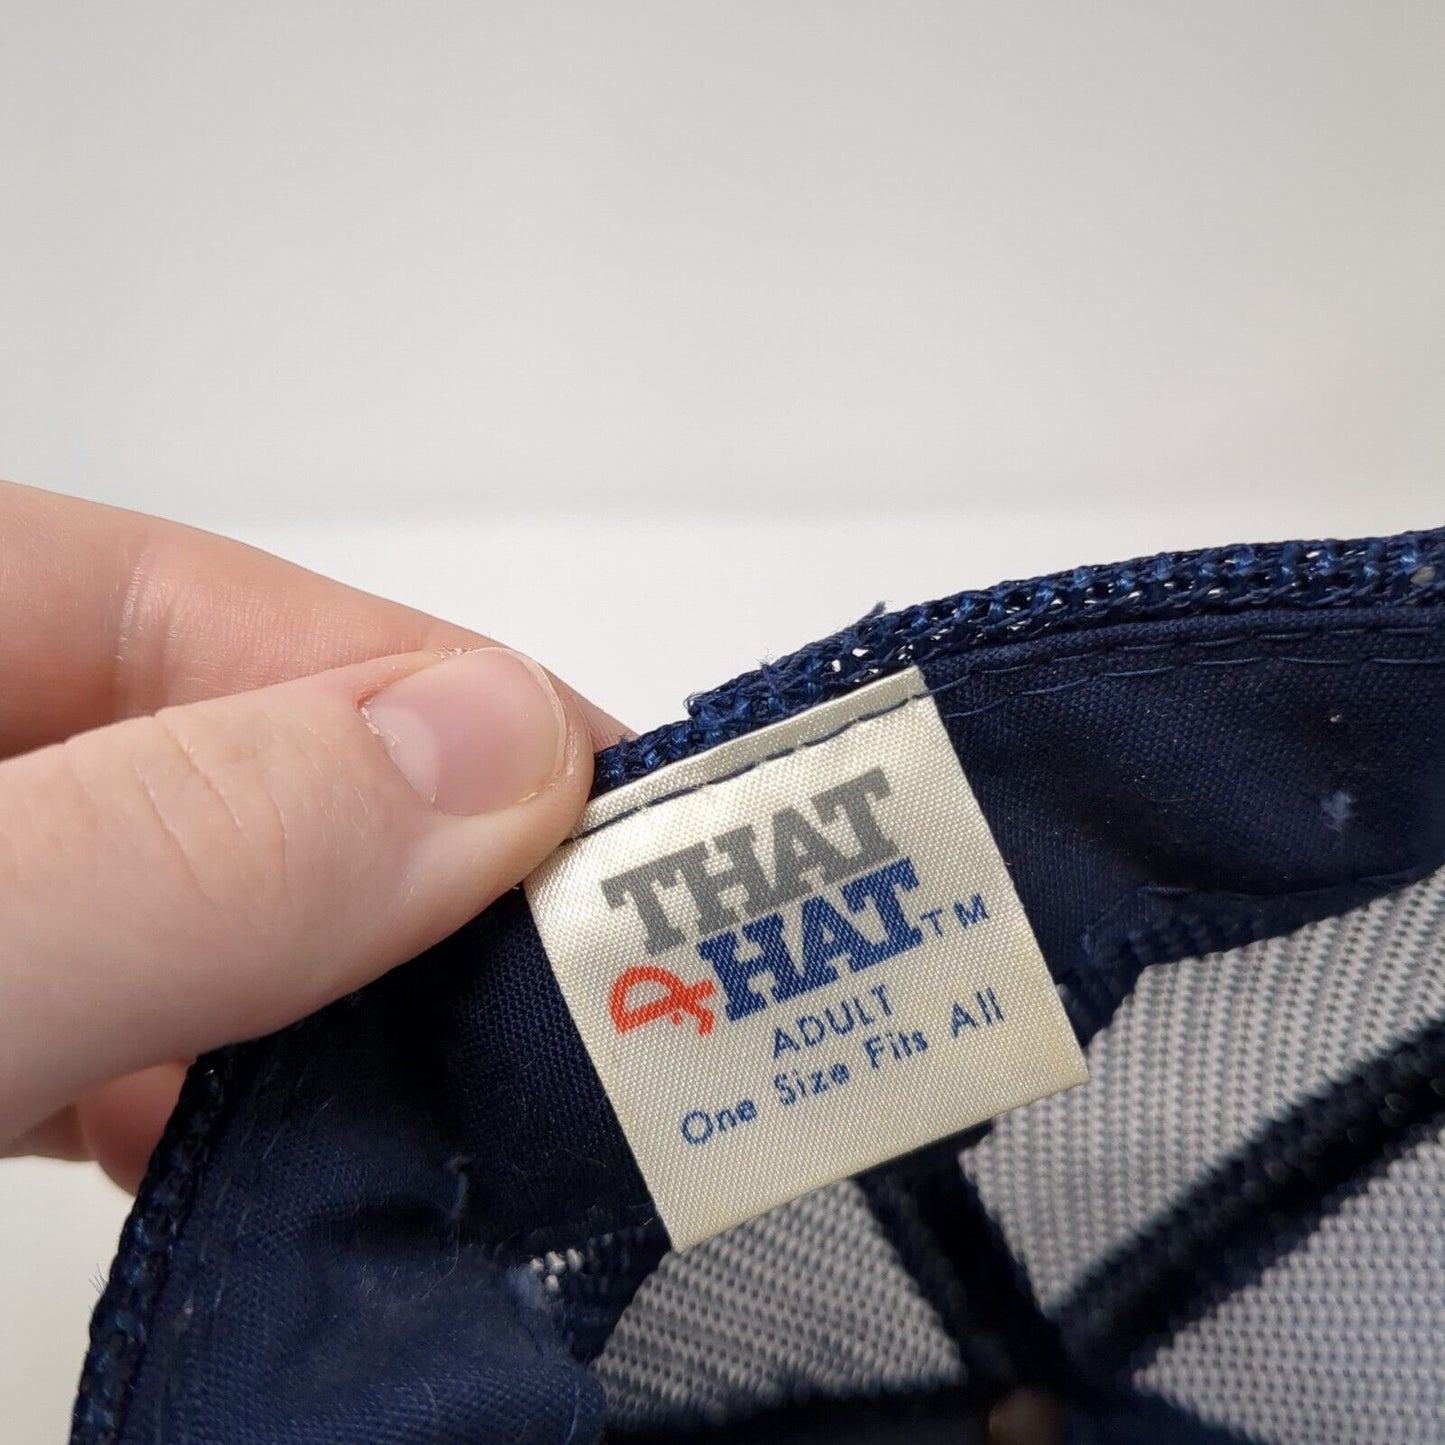 THAT
HAT TM
ADULT
One Size Fits All